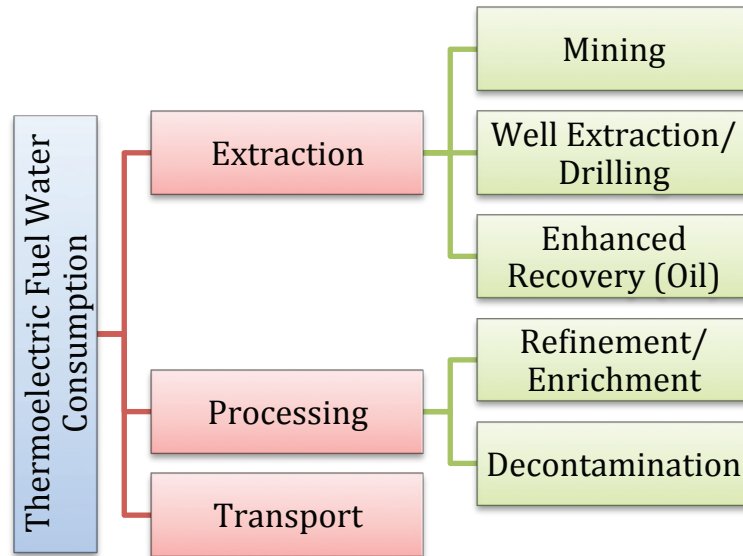 Thermoelectric Fuel Water
Consumption
Extraction
Mining
Well Extraction/
Drilling
Enhanced
Recovery (Oil)
Processing
Refinement/
Enrichment
Decontamination
Transport